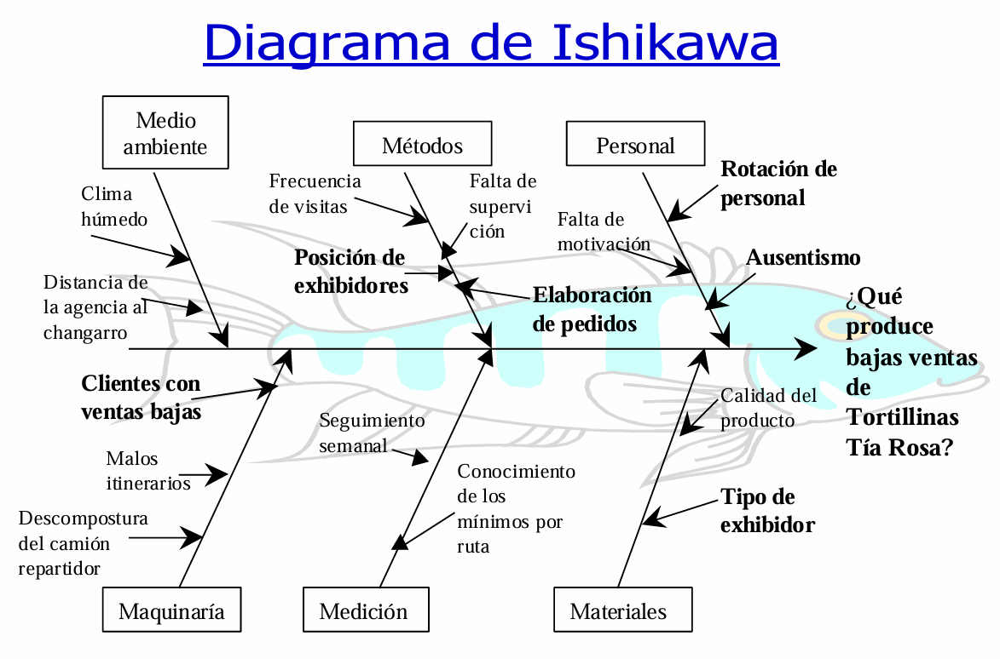 Diagrama de Ishikawa
Medio
ambiente
Métodos
Personal
Clima
húmedo
Distancia de
la agencia al
changarro
Frecuencia
de visitas
Falta de
supervi
ción
Posición de
exhibidores
Elaboración
de pedidos
Falta de
motivación
Rotación de
personal
Ausentismo
¿Qué
produce
bajas ventas
de
Tortillinas
Tía Rosa?
Clientes con
ventas bajas
Malos
itinerarios
Descompostura
del camión
repartidor
Seguimiento
semanal
Conocimiento
de los
mínimos por
ruta
Calidad del
producto
Tipo de
exhibidor
Maquinaría
Medición
Materiales